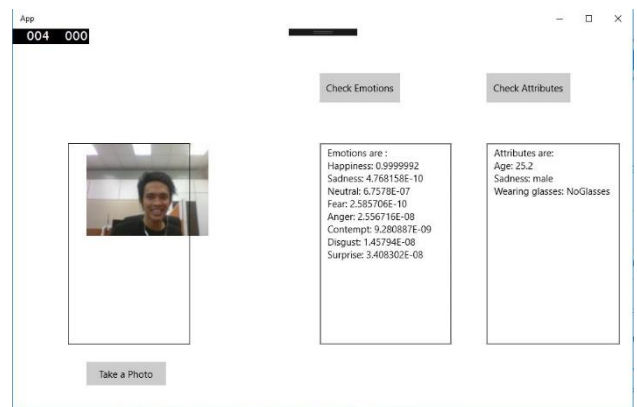 App
004 000
Check Emotions
Check Attributes
Emotions are :
Happiness: 0.9999992
Sadness: 4.768158E-10
Neutral: 6.7578E-07
Fear: 2.585706E-10
Anger: 2.556716E-08
Contempt: 9.280887E-09
Disgust: 1.45794E-08
Surprise: 3.408302E-08
Attributes are:
Age: 25.2
Sadness: male
Wearing glasses: NoGlasses
Take a Photo